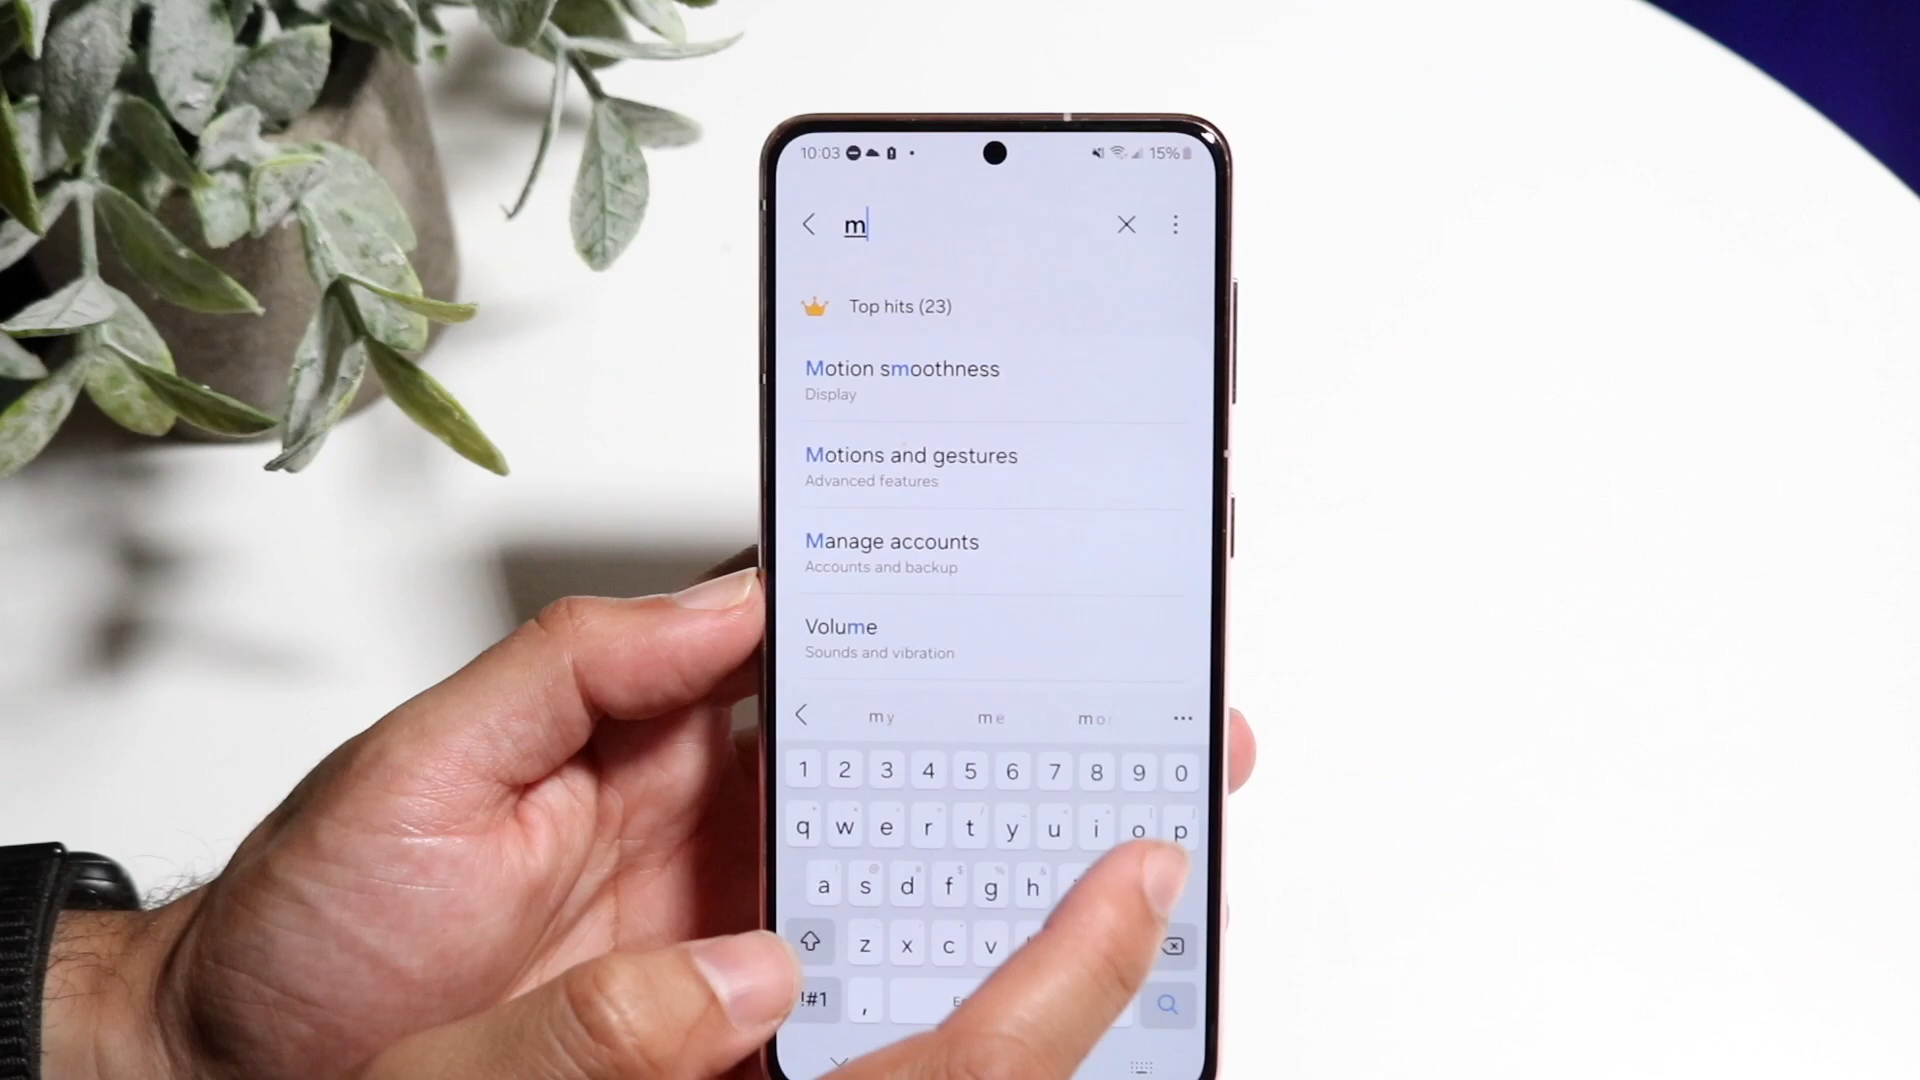 10:03 15%
m
Top hits (23)
Motion smoothness
Display
Motions and gestures
Advanced features
Manage accounts
Accounts and backup
Volume
Sounds and vibration
my me mo
1 2 3 4 5 6 7 8 9 0
q w e r t y u i o p
a s d f g h
z x c v
!#1 ,